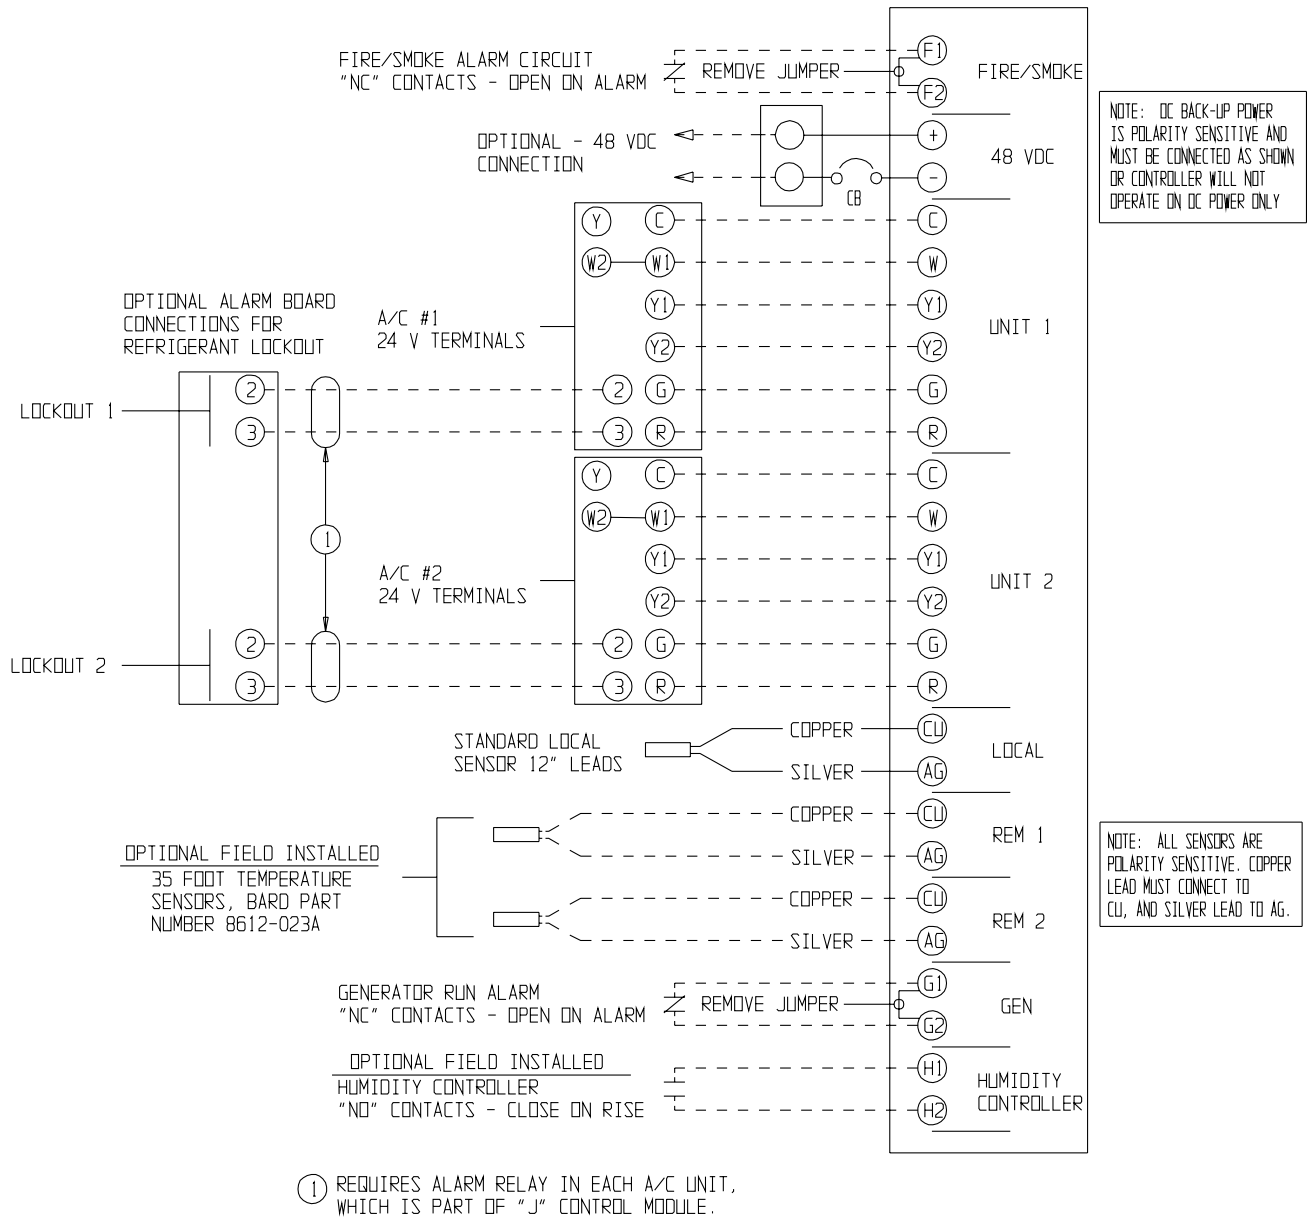 FIRE/SMOKE ALARM CIRCUIT
"NC" CONTACTS - OPEN ON ALARM
REMOVE JUMPER
F1
F2
FIRE/SMOKE
OPTIONAL - 48 VDC
CONNECTION
CB
+
-
48 VDC
NOTE: DC BACK-UP POWER
IS POLARITY SENSITIVE AND
MUST BE CONNECTED AS SHOWN
OR CONTROLLER WILL NOT
OPERATE ON DC POWER ONLY
OPTIONAL ALARM BOARD
CONNECTIONS FOR
REFRIGERANT LOCKOUT
A/C #1
24 V TERMINALS
Y C C
W2 W1 W
Y1 Y1
Y2 Y2
UNIT 1
LOCKOUT 1
2 2 G G
3 3 R R
1
A/C #2
24 V TERMINALS
Y C C
W2 W1 W
Y1 Y1
Y2 Y2
UNIT 2
LOCKOUT 2
2 2 G G
3 3 R R
STANDARD LOCAL
SENSOR 12" LEADS
COPPER CU
SILVER AG
LOCAL
OPTIONAL FIELD INSTALLED
35 FOOT TEMPERATURE
SENSORS, BARD PART
NUMBER 8612-023A
COPPER CU
SILVER AG
REM 1
COPPER CU
SILVER AG
REM 2
NOTE: ALL SENSORS ARE
POLARITY SENSITIVE. COPPER
LEAD MUST CONNECT TO
CU, AND SILVER LEAD TO AG.
GENERATOR RUN ALARM
"NC" CONTACTS - OPEN ON ALARM
REMOVE JUMPER
G1
G2
GEN
OPTIONAL FIELD INSTALLED
HUMIDITY CONTROLLER
"NO" CONTACTS - CLOSE ON RISE
H1
H2
HUMIDITY
CONTROLLER
1 REQUIRES ALARM RELAY IN EACH A/C UNIT,
WHICH IS PART OF "J" CONTROL MODULE.